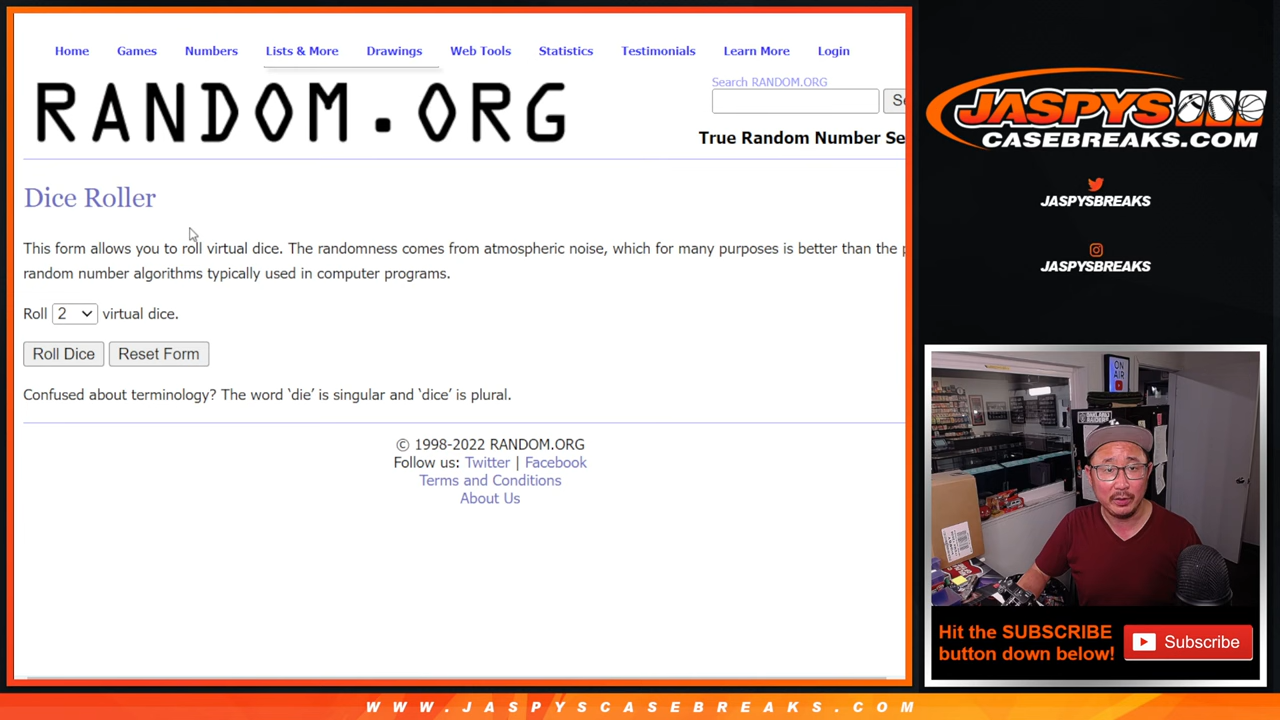 Home Games Numbers Lists & More Drawings Web Tools Statistics Testimonials Learn More Login
RANDOM.ORG
Search RANDOM.ORG
True Random Number Se
Dice Roller
This form allows you to roll virtual dice. The randomness comes from atmospheric noise, which for many purposes is better than the p
random number algorithms typically used in computer programs.
Roll 2 virtual dice.
Roll Dice Reset Form
Confused about terminology? The word ‘die’ is singular and ‘dice’ is plural.
© 1998-2022 RANDOM.ORG
Follow us: Twitter | Facebook
Terms and Conditions
About Us
JASPYS
CASEBREAKS.COM
JASPYSBREAKS
JASPYSBREAKS
ON
AIR
Hit the SUBSCRIBE
button down below!
Subscribe
WWW.JASPYSCASEBREAKS.COM